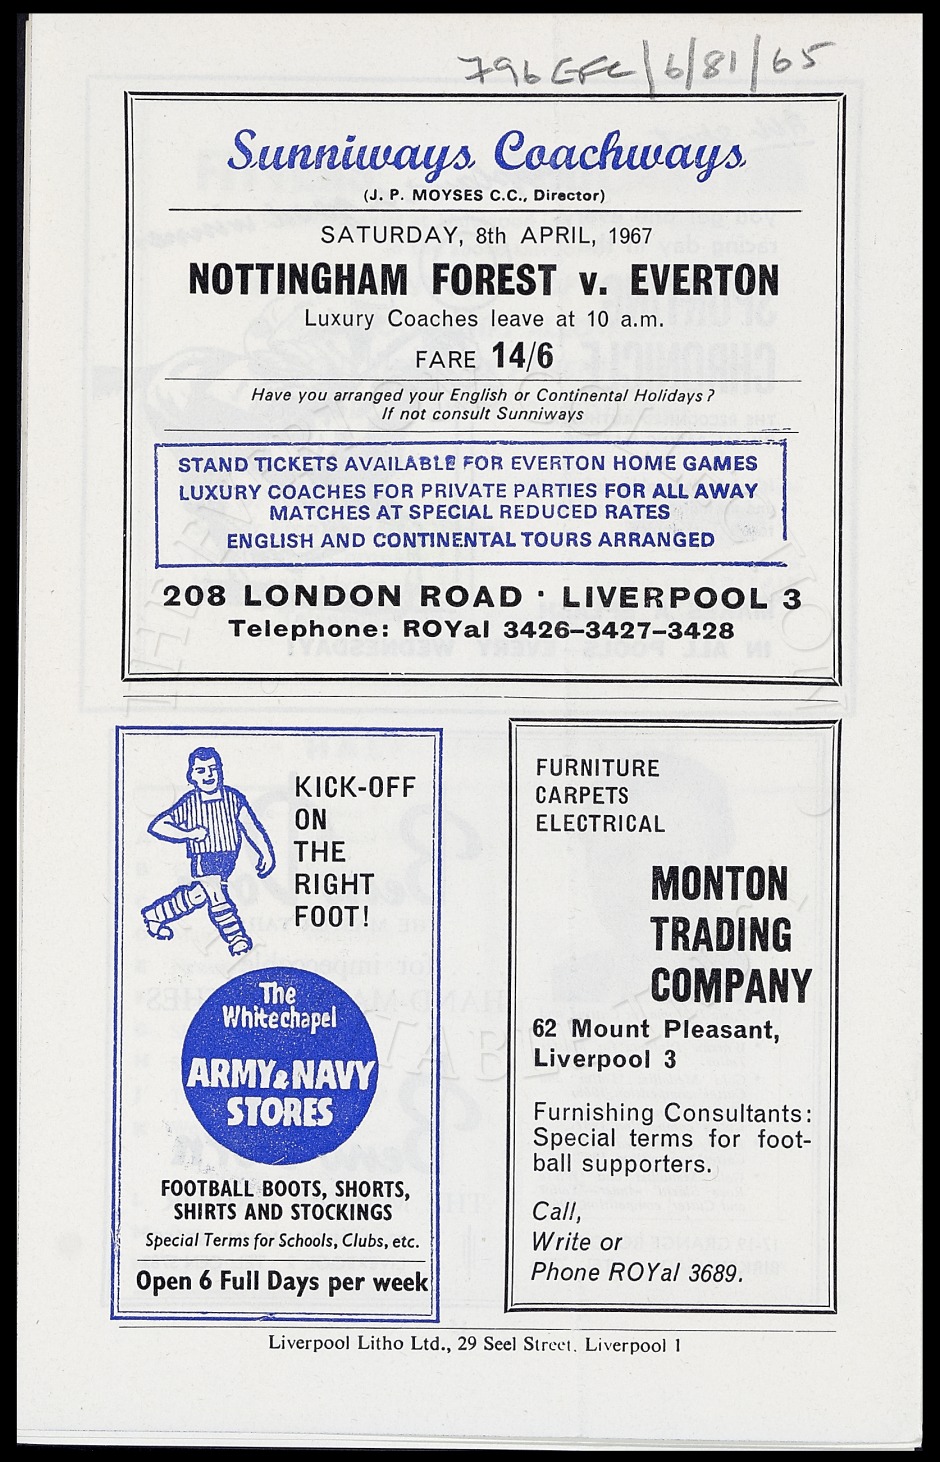 796 EFC/6/81/65
Sunniways Coachways
(J. P. MOYSES C.C., Director)
SATURDAY, 8th APRIL, 1967
NOTTINGHAM FOREST v. EVERTON
Luxury Coaches leave at 10 a.m.
FARE 14/6
Have you arranged your English or Continental Holidays?
If not consult Sunniways
STAND TICKETS AVAILABLE FOR EVERTON HOME GAMES
LUXURY COACHES FOR PRIVATE PARTIES FOR ALL AWAY
MATCHES AT SPECIAL REDUCED RATES
ENGLISH AND CONTINENTAL TOURS ARRANGED
208 LONDON ROAD · LIVERPOOL 3
Telephone: ROYal 3426–3427–3428
KICK-OFF
ON
THE
RIGHT
FOOT!
The
Whitechapel
ARMY & NAVY
STORES
FOOTBALL BOOTS, SHORTS,
SHIRTS AND STOCKINGS
Special Terms for Schools, Clubs, etc.
Open 6 Full Days per week
FURNITURE
CARPETS
ELECTRICAL
MONTON
TRADING
COMPANY
62 Mount Pleasant,
Liverpool 3
Furnishing Consultants:
Special terms for foot-
ball supporters.
Call,
Write or
Phone ROYal 3689.
Liverpool Litho Ltd., 29 Seel Street, Liverpool 1